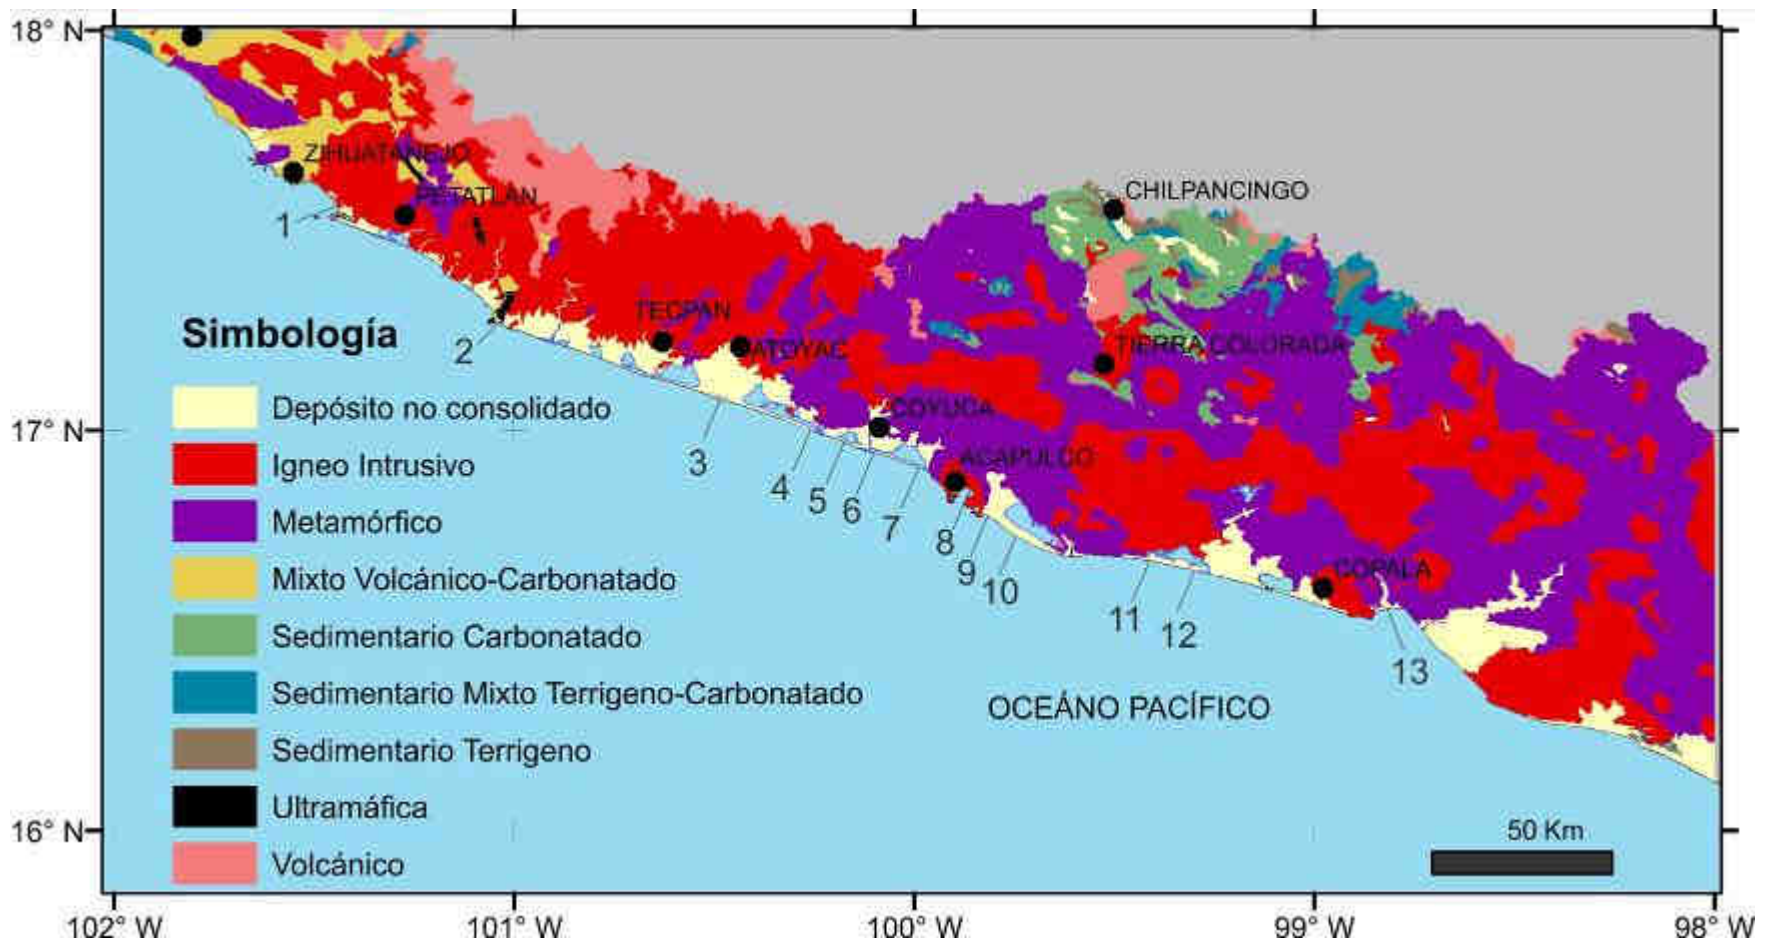 18° N
17° N
16° N
ZIHUATANEJO
PETATLÁN
CHILPANCINGO
TECPAN
ATOYAC
TIERRA COLORADA
COYUCA
ACAPULCO
COPALA
1
2
3
4
5
6
7
8
9
10
11
12
13
OCEÁNO PACÍFICO
Simbología
Depósito no consolidado
Igneo Intrusivo
Metamórfico
Mixto Volcánico-Carbonatado
Sedimentario Carbonatado
Sedimentario Mixto Terrigeno-Carbonatado
Sedimentario Terrigeno
Ultramáfica
Volcánico
50 Km
102° W
101° W
100° W
99° W
98° W